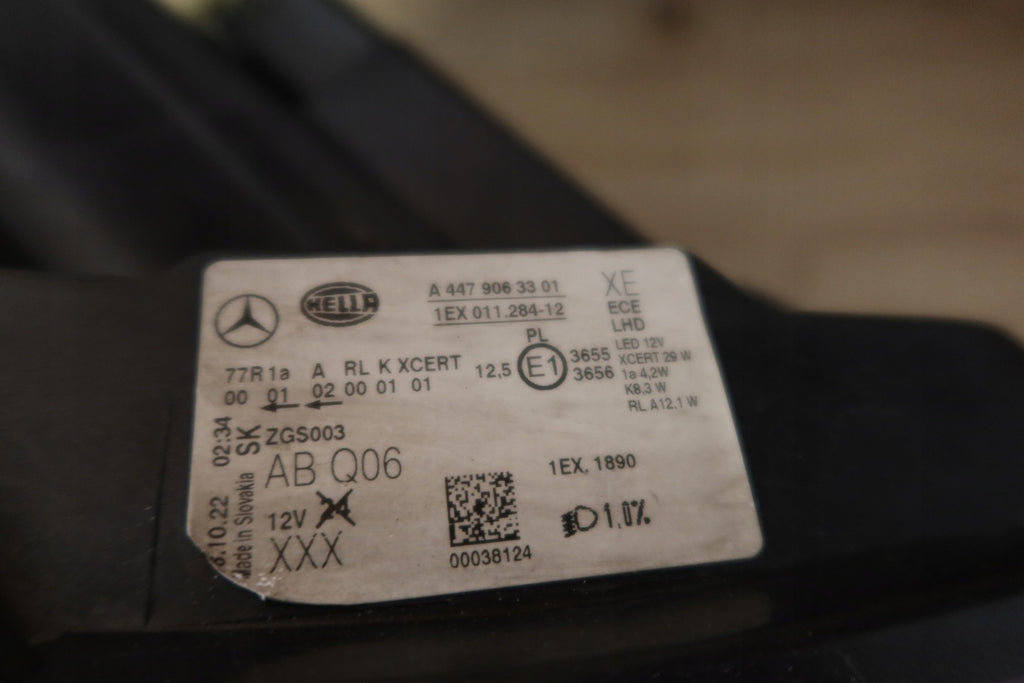 HELLA
A 447 906 33 01
1EX 011.284-12
XE
ECE
LHD
LED 12V
XCERT 29 W
1a 4,2W
K8,3 W
RL A12,1 W
PL
12,5 E1 3655
3656
77R 1a A RL K XCERT
00 01 02 00 01 01
ZGS003
AB Q06
12V 24
XXX
.10.22 02:34
Made in Slovakia SK
00038124
1EX. 1890
1,0%